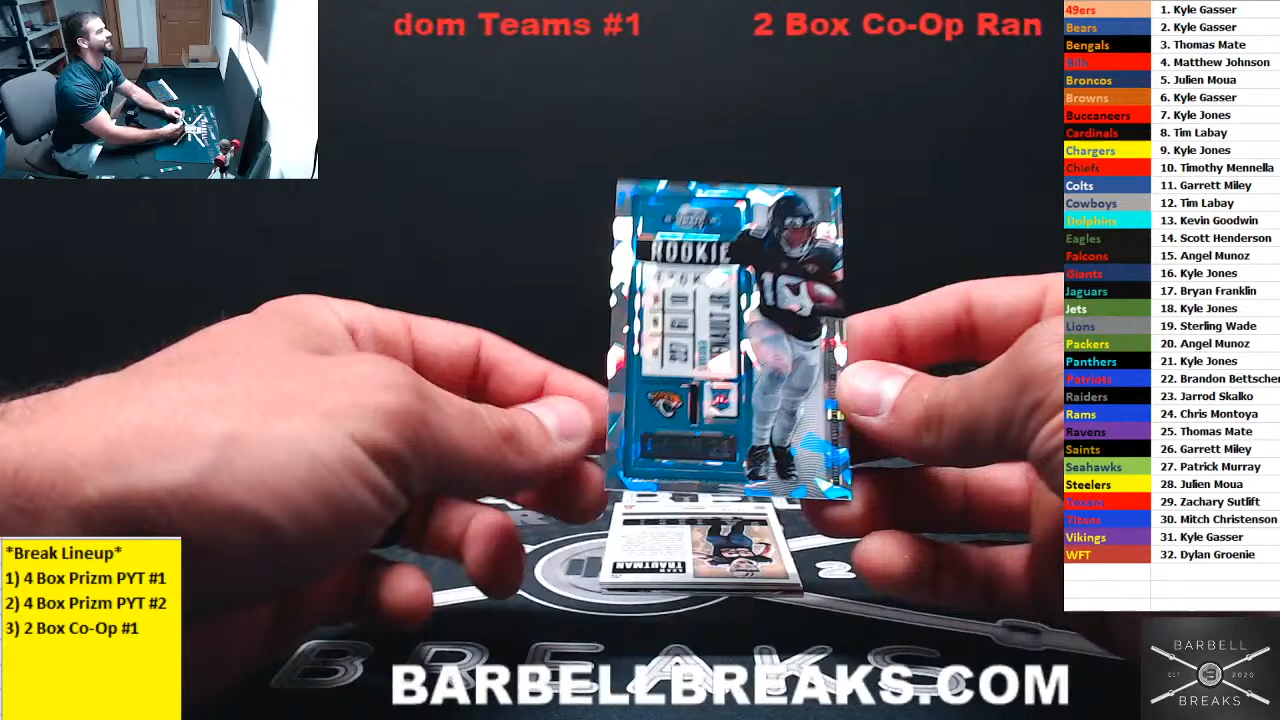 dom Teams #1 2 Box Co-Op Ran
49ers 1. Kyle Gasser
Bears 2. Kyle Gasser
Bengals 3. Thomas Mate
Bills 4. Matthew Johnson
Broncos 5. Julien Moua
Browns 6. Kyle Gasser
Buccaneers 7. Kyle Jones
Cardinals 8. Tim Labay
Chargers 9. Kyle Jones
Chiefs 10. Timothy Mennella
Colts 11. Garrett Miley
Cowboys 12. Tim Labay
Dolphins 13. Kevin Goodwin
Eagles 14. Scott Henderson
Falcons 15. Angel Munoz
Giants 16. Kyle Jones
Jaguars 17. Bryan Franklin
Jets 18. Kyle Jones
Lions 19. Sterling Wade
Packers 20. Angel Munoz
Panthers 21. Kyle Jones
Patriots 22. Brandon Bettscher
Raiders 23. Jarrod Skalko
Rams 24. Chris Montoya
Ravens 25. Thomas Mate
Saints 26. Garrett Miley
Seahawks 27. Patrick Murray
Steelers 28. Julien Moua
Texans 29. Zachary Sutlift
Titans 30. Mitch Christenson
Vikings 31. Kyle Gasser
WFT 32. Dylan Groenie
ROOKIE
TRAUTMAN
*Break Lineup*
1) 4 Box Prizm PYT #1
2) 4 Box Prizm PYT #2
3) 2 Box Co-Op #1
BREAKS
BARBELLBREAKS.COM
BARBELL
EST 2020
BREAKS